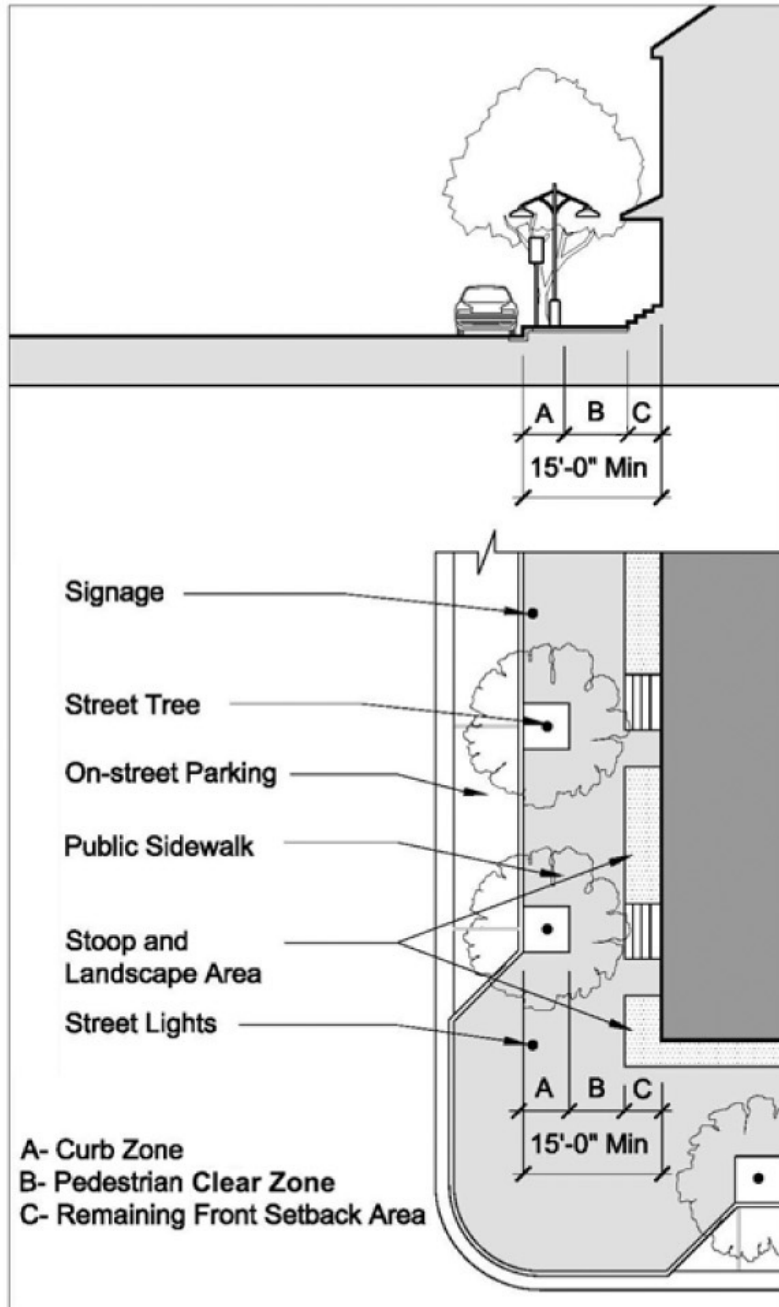 A B C
15'-0" Min
Signage
Street Tree
On-street Parking
Public Sidewalk
Stoop and
Landscape Area
Street Lights
A B C
15'-0" Min
A- Curb Zone
B- Pedestrian Clear Zone
C- Remaining Front Setback Area